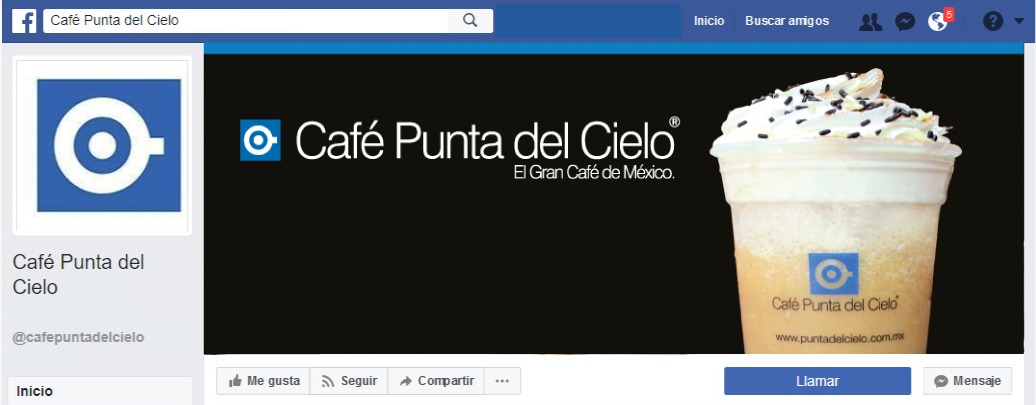 f
Café Punta del Cielo
Inicio
Buscar amigos
5
?
Café Punta del Cielo®
El Gran Café de México.
Café Punta del Cielo®
www.puntadelcielo.com.mx
Café Punta del
Cielo
@cafepuntadelcielo
Inicio
Me gusta
Seguir
Compartir
...
Llamar
Mensaje